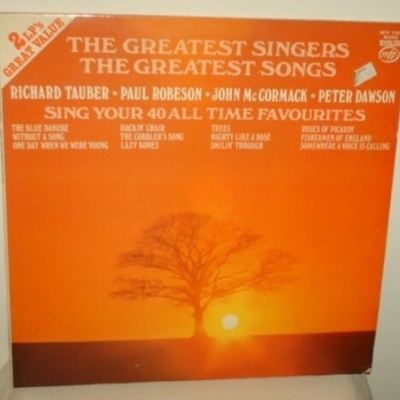 2 LP's
GREAT VALUE
THE GREATEST SINGERS
THE GREATEST SONGS
mfp
RICHARD TAUBER • PAUL ROBESON • JOHN McCORMACK • PETER DAWSON
SING YOUR 40 ALL TIME FAVOURITES
THE BLUE DANUBE
WITHOUT A SONG
ONE DAY WHEN WE WERE YOUNG
ROCKIN' CHAIR
THE COBBLER'S SONG
LAZY BONES
TREES
MIGHTY LIKE A ROSE
SMILIN' THROUGH
ROSES OF PICARDY
FISHERMEN OF ENGLAND
SOMEWHERE A VOICE IS CALLING